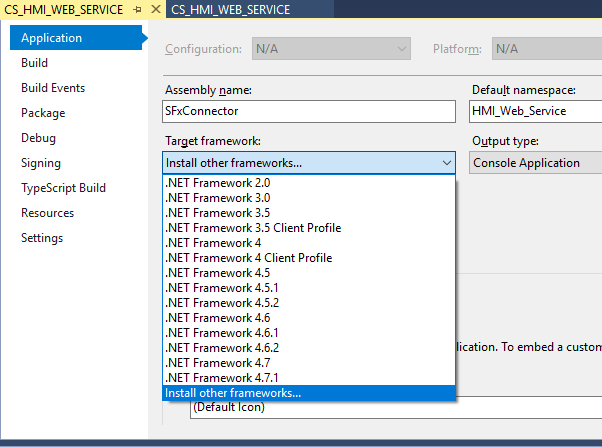 CS_HMI_WEB_SERVICE
CS_HMI_WEB_SERVICE
Application
Build
Build Events
Package
Debug
Signing
TypeScript Build
Resources
Settings
Configuration: N/A
Platform: N/A
Assembly name:
SFxConnector
Default namespace:
HMI_Web_Service
Target framework:
Install other frameworks...
Output type:
Console Application
.NET Framework 2.0
.NET Framework 3.0
.NET Framework 3.5
.NET Framework 3.5 Client Profile
.NET Framework 4
.NET Framework 4 Client Profile
.NET Framework 4.5
.NET Framework 4.5.1
.NET Framework 4.5.2
.NET Framework 4.6
.NET Framework 4.6.1
.NET Framework 4.6.2
.NET Framework 4.7
.NET Framework 4.7.1
Install other frameworks...
lication. To embed a custom
(Default Icon)